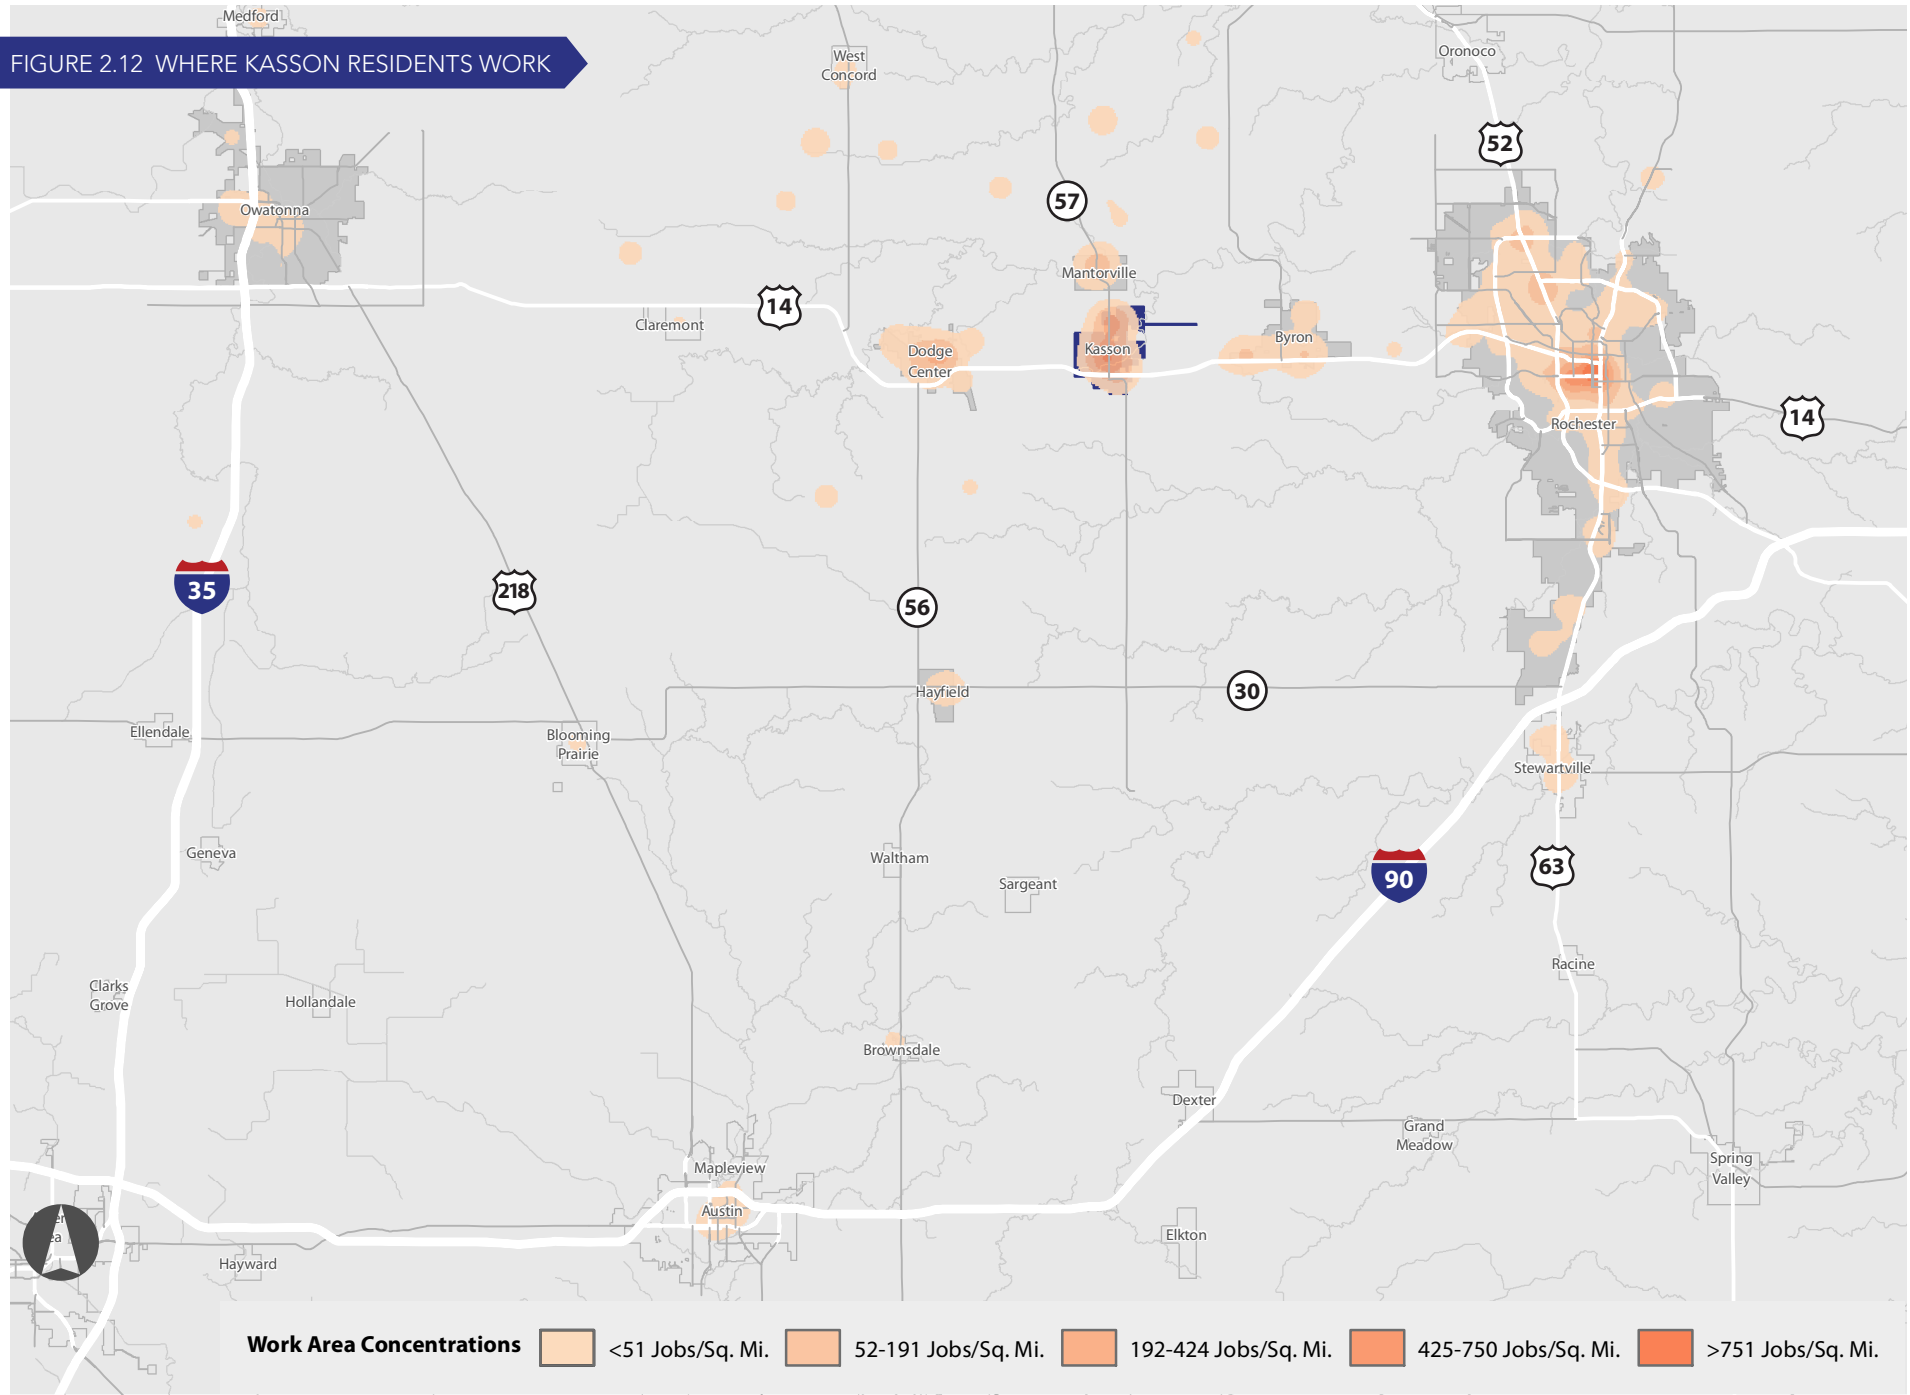 Medford
FIGURE 2.12 WHERE KASSON RESIDENTS WORK
West
Concord
Oronoco
52
57
Owatonna
Mantorville
14
Claremont
Dodge
Center
Kasson
Byron
Rochester
14
35
218
56
Hayfield
30
Ellendale
Blooming
Prairie
Stewartville
Geneva
Waltham
Sargeant
90
63
Racine
Clarks
Grove
Hollandale
Brownsdale
Dexter
Grand
Meadow
Mapleview
Spring
Valley
Austin
Elkton
Hayward
Work Area Concentrations
<51 Jobs/Sq. Mi.
52-191 Jobs/Sq. Mi.
192-424 Jobs/Sq. Mi.
425-750 Jobs/Sq. Mi.
>751 Jobs/Sq. Mi.